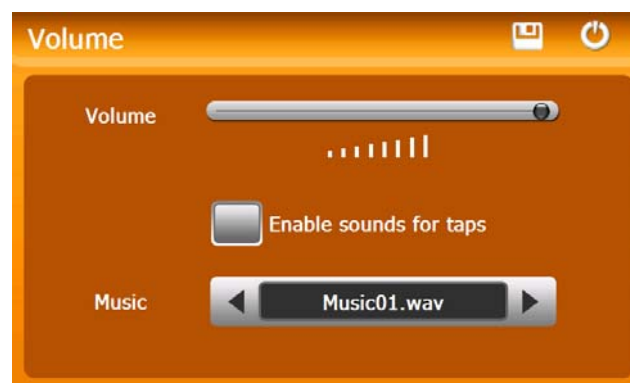 Volume
Volume
Enable sounds for taps
Music
Music01.wav